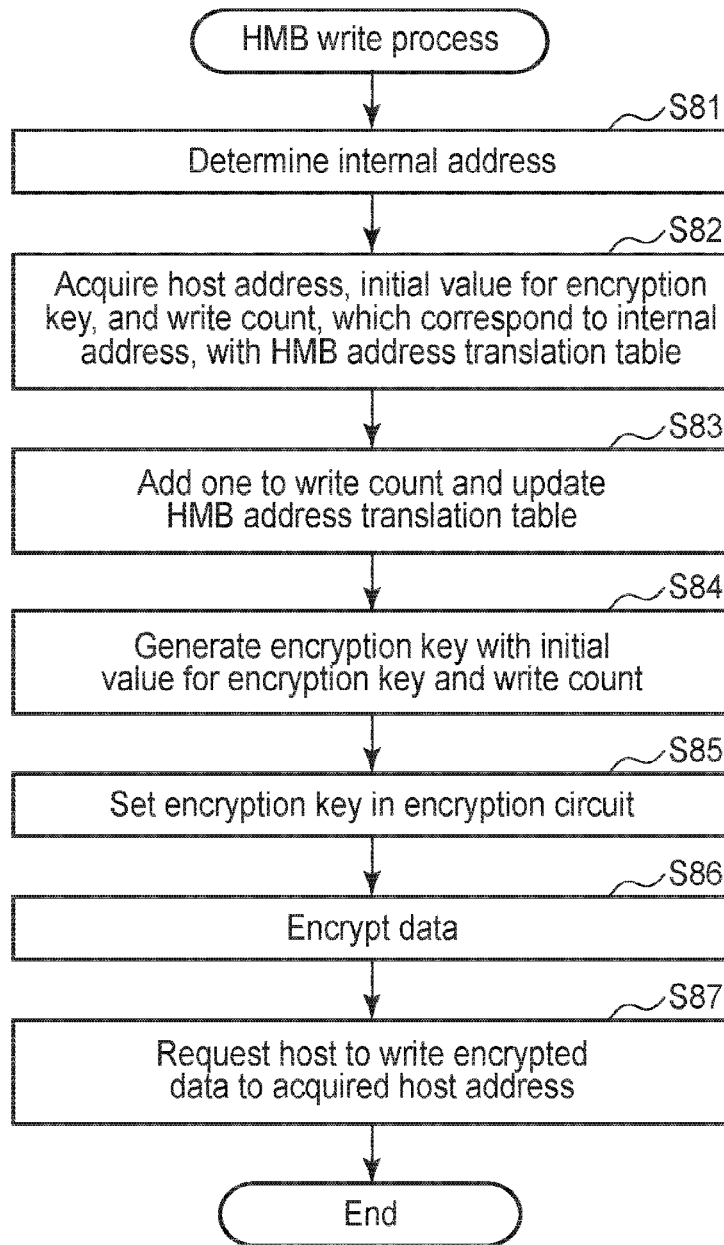 HMB write process
S81
Determine internal address
S82
Acquire host address, initial value for encryption
key, and write count, which correspond to internal
address, with HMB address translation table
S83
Add one to write count and update
HMB address translation table
S84
Generate encryption key with initial
value for encryption key and write count
S85
Set encryption key in encryption circuit
S86
Encrypt data
S87
Request host to write encrypted
data to acquired host address
End